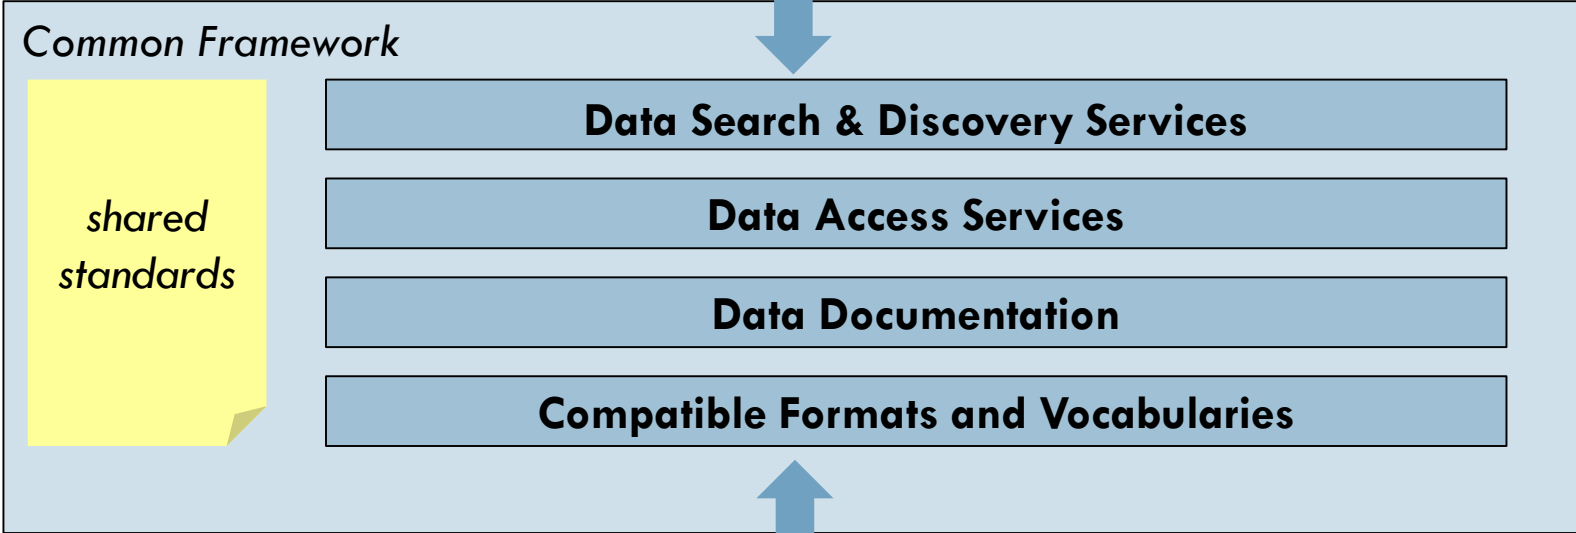 Common Framework
shared
standards
Data Search & Discovery Services
Data Access Services
Data Documentation
Compatible Formats and Vocabularies